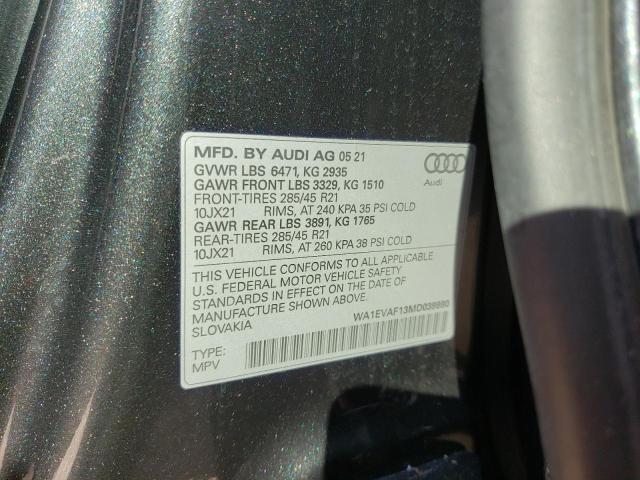 MFD. BY AUDI AG 05 21
GVWR LBS 6471, KG 2935
GAWR FRONT LBS 3329, KG 1510
FRONT-TIRES 285/45 R21
10JX21 RIMS, AT 240 KPA 35 PSI COLD
GAWR REAR LBS 3891, KG 1765
REAR-TIRES 285/45 R21
10JX21 RIMS, AT 260 KPA 38 PSI COLD
Audi
THIS VEHICLE CONFORMS TO ALL APPLICABLE
U.S. FEDERAL MOTOR VEHICLE SAFETY
STANDARDS IN EFFECT ON THE DATE OF
MANUFACTURE SHOWN ABOVE.
SLOVAKIA
TYPE:
MPV